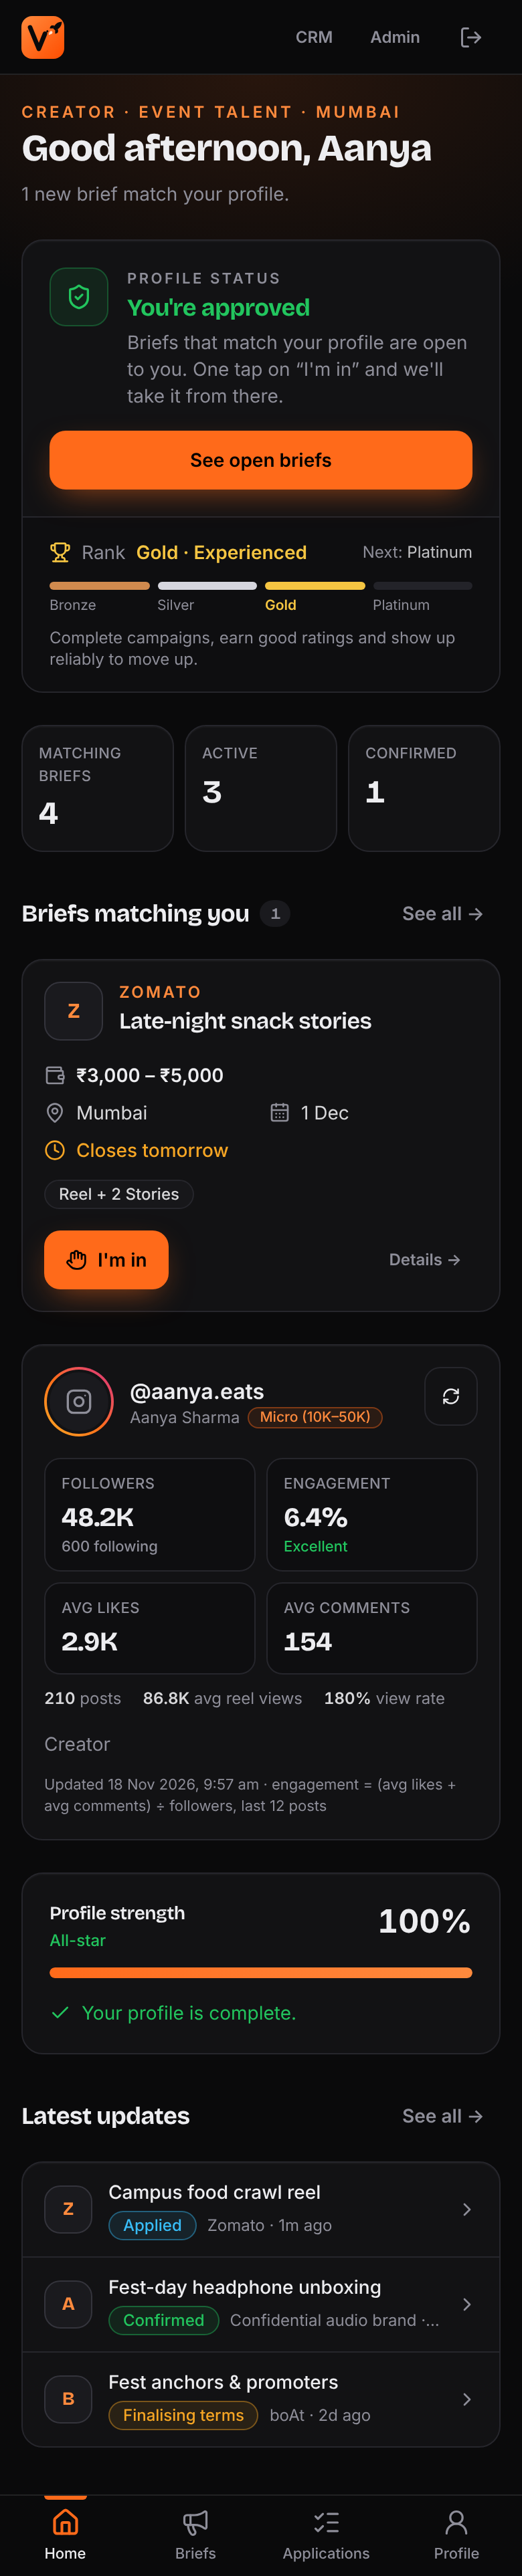 V
CRM
Admin
CREATOR · EVENT TALENT · MUMBAI
Good afternoon, Aanya
1 new brief match your profile.
PROFILE STATUS
You're approved
Briefs that match your profile are open
to you. One tap on “I'm in” and we'll
take it from there.
See open briefs
Rank Gold · Experienced
Next: Platinum
Bronze
Silver
Gold
Platinum
Complete campaigns, earn good ratings and show up
reliably to move up.
MATCHING
BRIEFS
4
ACTIVE
3
CONFIRMED
1
Briefs matching you 1
See all →
Z
ZOMATO
Late-night snack stories
₹3,000 – ₹5,000
Mumbai
1 Dec
Closes tomorrow
Reel + 2 Stories
I'm in
Details →
@aanya.eats
Aanya Sharma Micro (10K–50K)
FOLLOWERS
48.2K
600 following
ENGAGEMENT
6.4%
Excellent
AVG LIKES
2.9K
AVG COMMENTS
154
210 posts 86.8K avg reel views 180% view rate
Creator
Updated 18 Nov 2026, 9:57 am · engagement = (avg likes +
avg comments) ÷ followers, last 12 posts
Profile strength
All-star
100%
Your profile is complete.
Latest updates
See all →
Z
Campus food crawl reel
Applied Zomato · 1m ago
A
Fest-day headphone unboxing
Confirmed Confidential audio brand ·...
B
Fest anchors & promoters
Finalising terms boAt · 2d ago
Home
Briefs
Applications
Profile